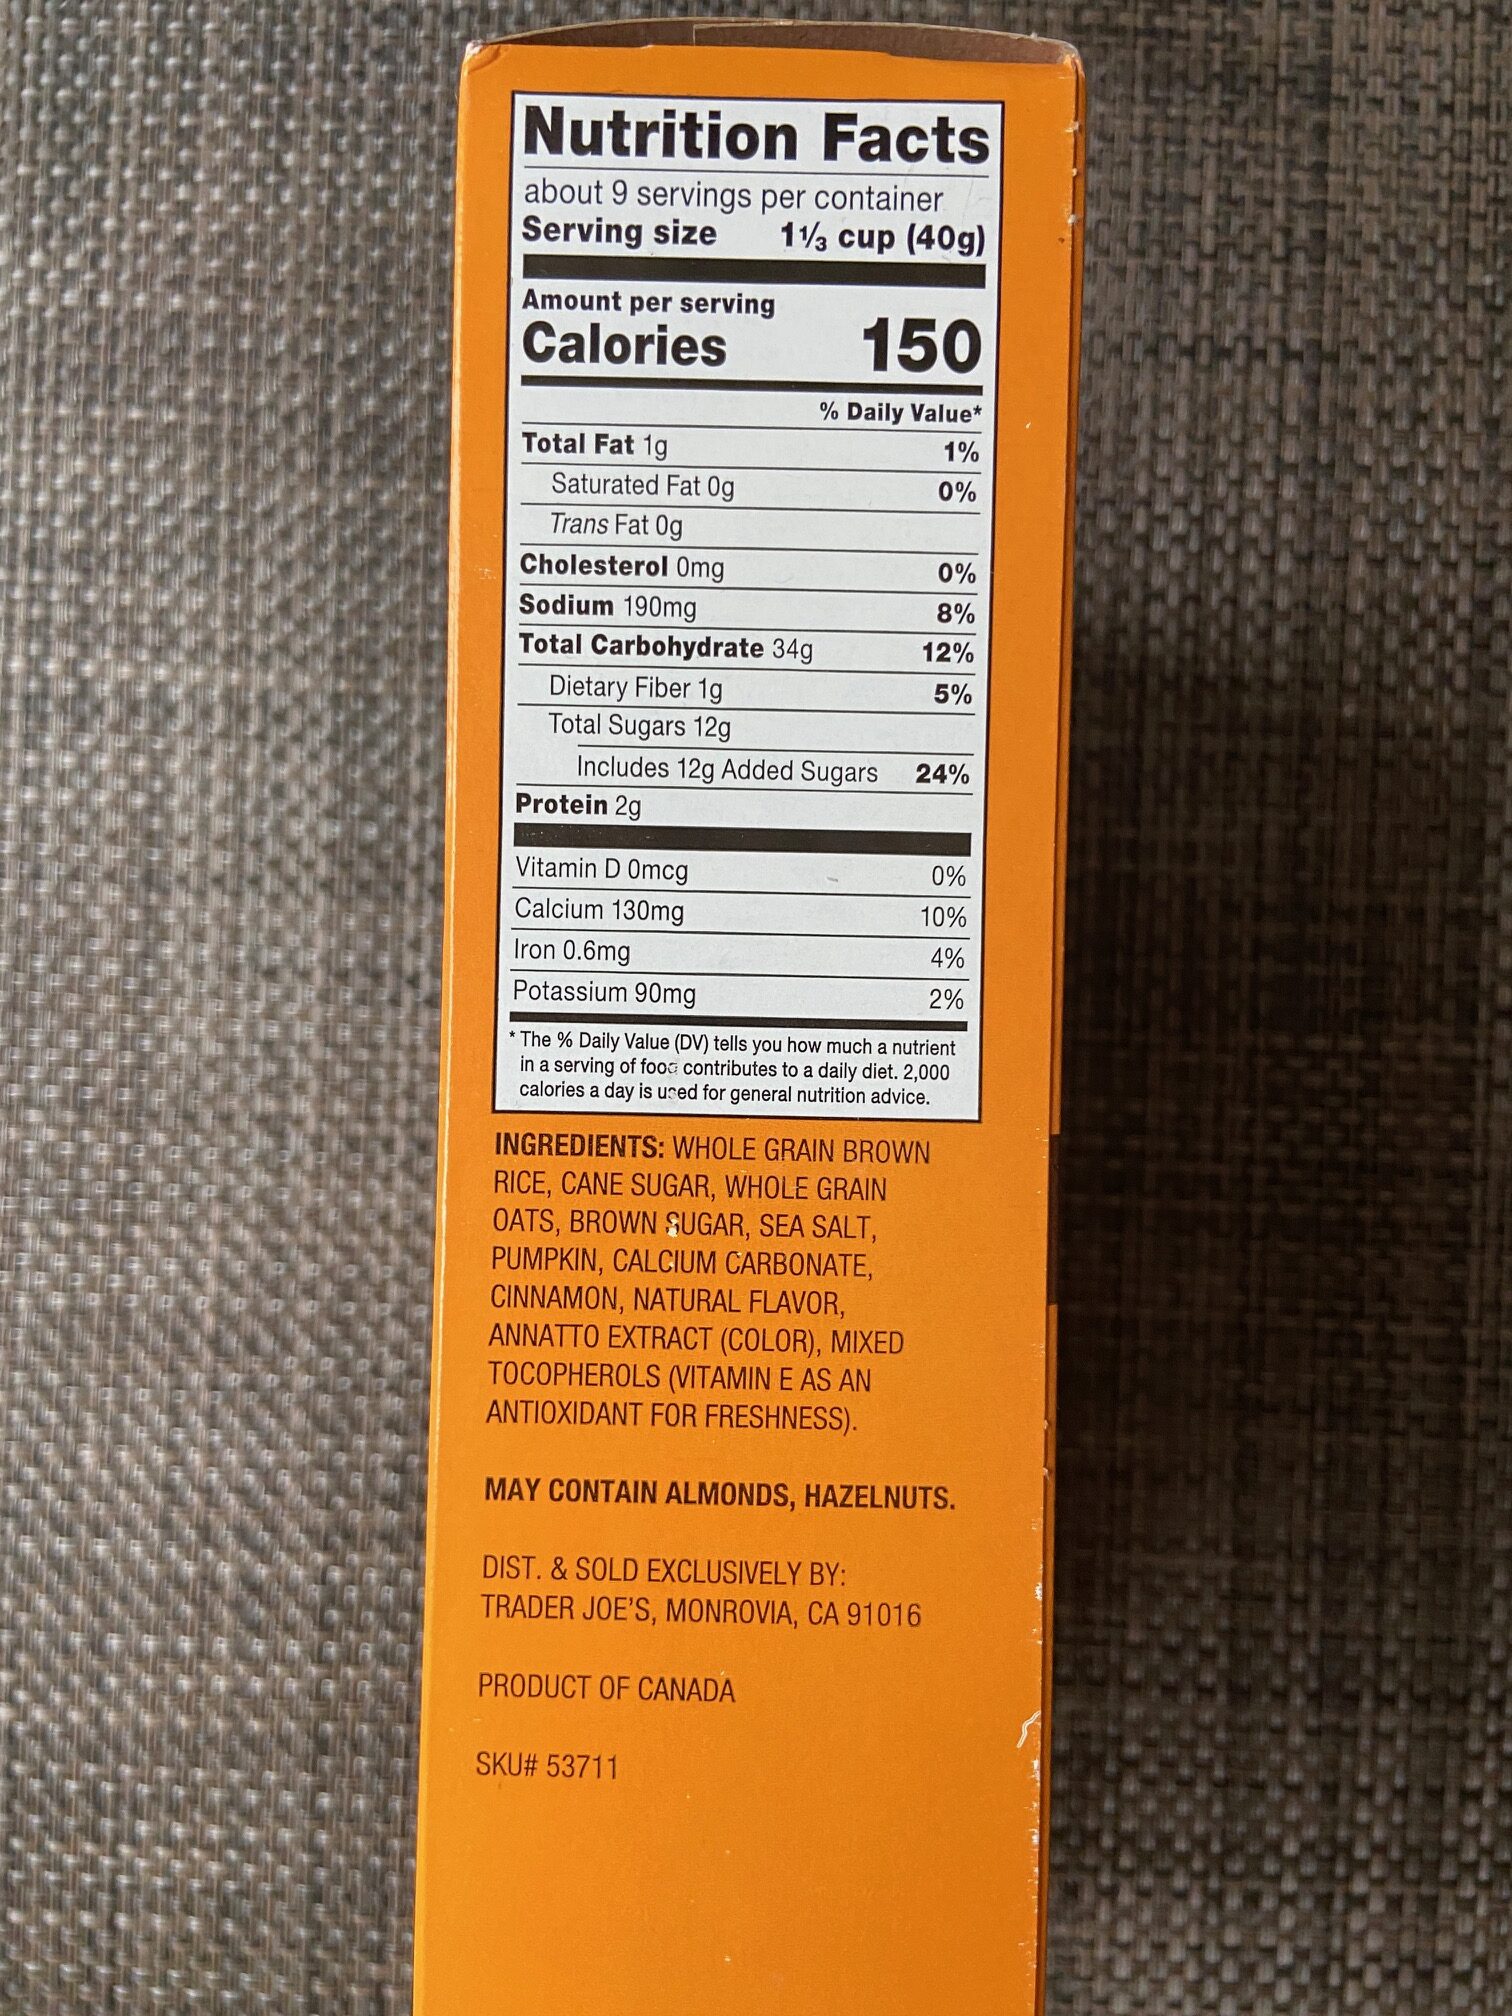 Nutrition Facts
about 9 servings per container
Serving size 1⅓ cup (40g)
Amount per serving
Calories 150
% Daily Value*
Total Fat 1g 1%
Saturated Fat 0g 0%
Trans Fat 0g
Cholesterol 0mg 0%
Sodium 190mg 8%
Total Carbohydrate 34g 12%
Dietary Fiber 1g 5%
Total Sugars 12g
Includes 12g Added Sugars 24%
Protein 2g
Vitamin D 0mcg 0%
Calcium 130mg 10%
Iron 0.6mg 4%
Potassium 90mg 2%
* The % Daily Value (DV) tells you how much a nutrient
in a serving of food contributes to a daily diet. 2,000
calories a day is used for general nutrition advice.
INGREDIENTS: WHOLE GRAIN BROWN
RICE, CANE SUGAR, WHOLE GRAIN
OATS, BROWN SUGAR, SEA SALT,
PUMPKIN, CALCIUM CARBONATE,
CINNAMON, NATURAL FLAVOR,
ANNATTO EXTRACT (COLOR), MIXED
TOCOPHEROLS (VITAMIN E AS AN
ANTIOXIDANT FOR FRESHNESS).
MAY CONTAIN ALMONDS, HAZELNUTS.
DIST. & SOLD EXCLUSIVELY BY:
TRADER JOE'S, MONROVIA, CA 91016
PRODUCT OF CANADA
SKU# 53711